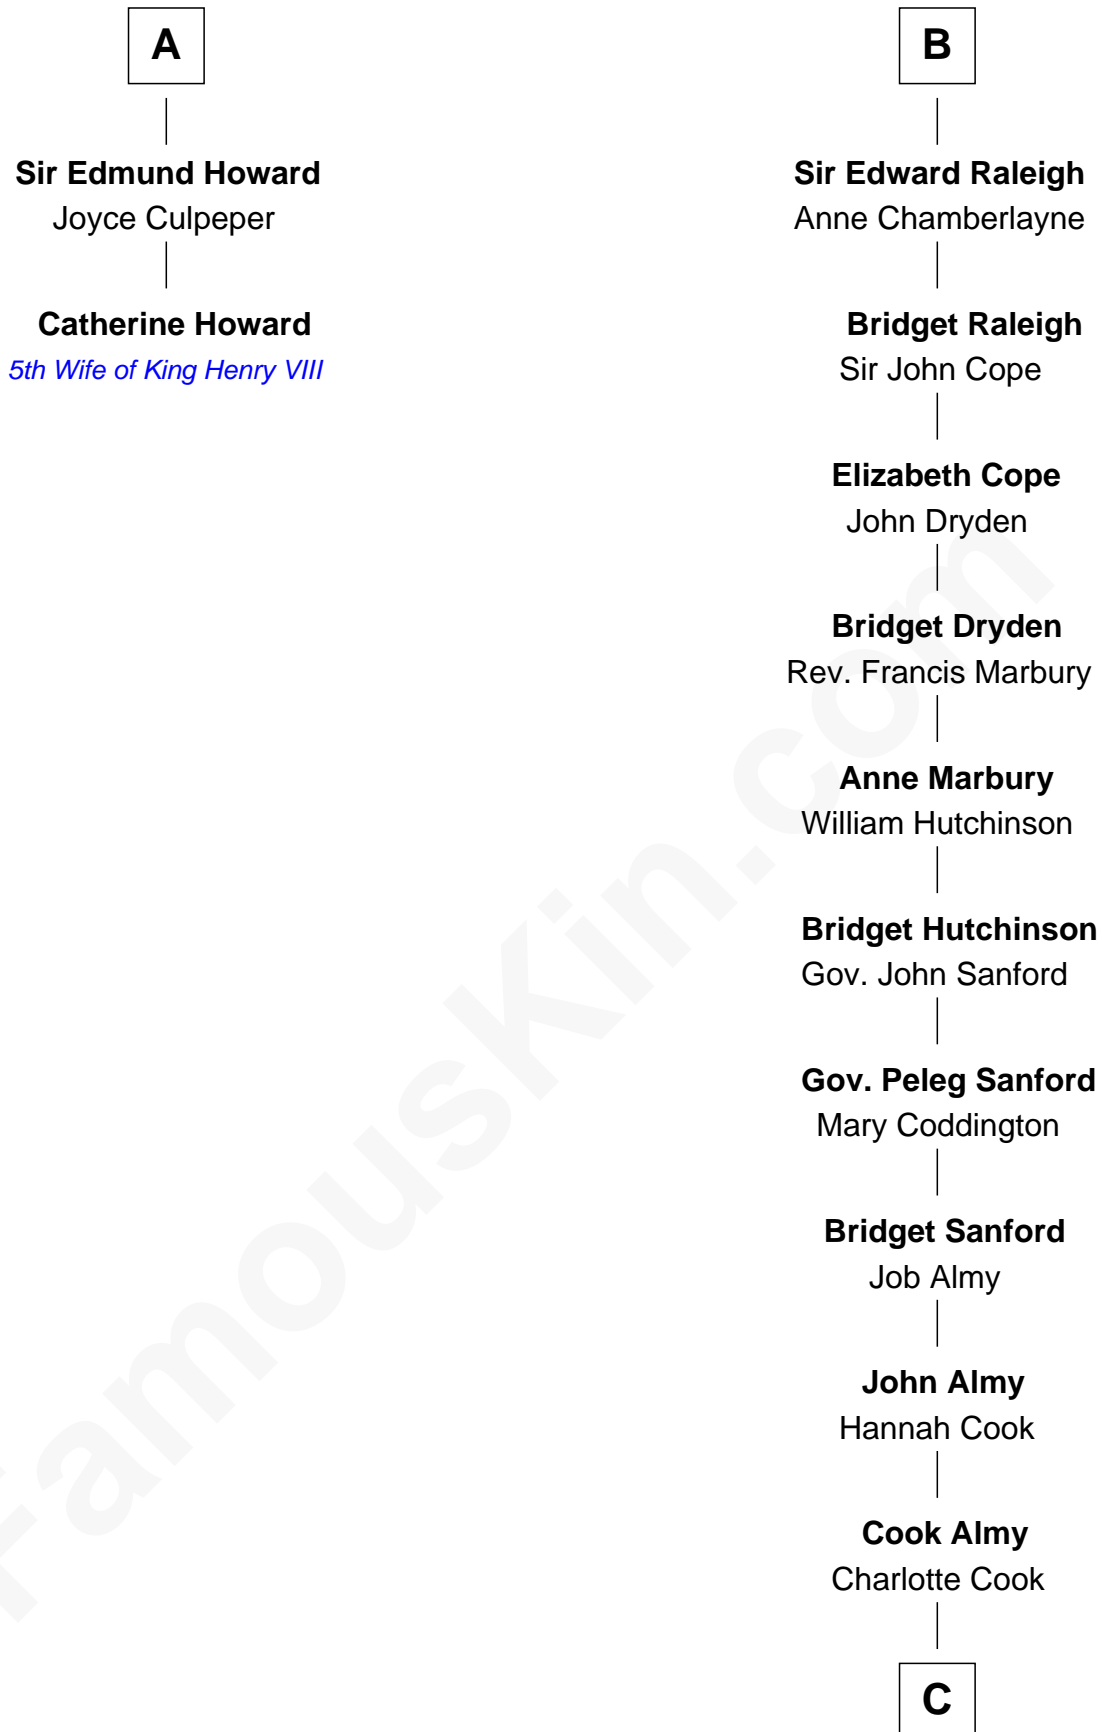 A
Sir Edmund Howard
Joyce Culpeper
Catherine Howard
5th Wife of King Henry VIII
B
Sir Edward Raleigh
Anne Chamberlayne
Bridget Raleigh
Sir John Cope
Elizabeth Cope
John Dryden
Bridget Dryden
Rev. Francis Marbury
Anne Marbury
William Hutchinson
Bridget Hutchinson
Gov. John Sanford
Gov. Peleg Sanford
Mary Coddington
Bridget Sanford
Job Almy
John Almy
Hannah Cook
Cook Almy
Charlotte Cook
C
FamousKin.com